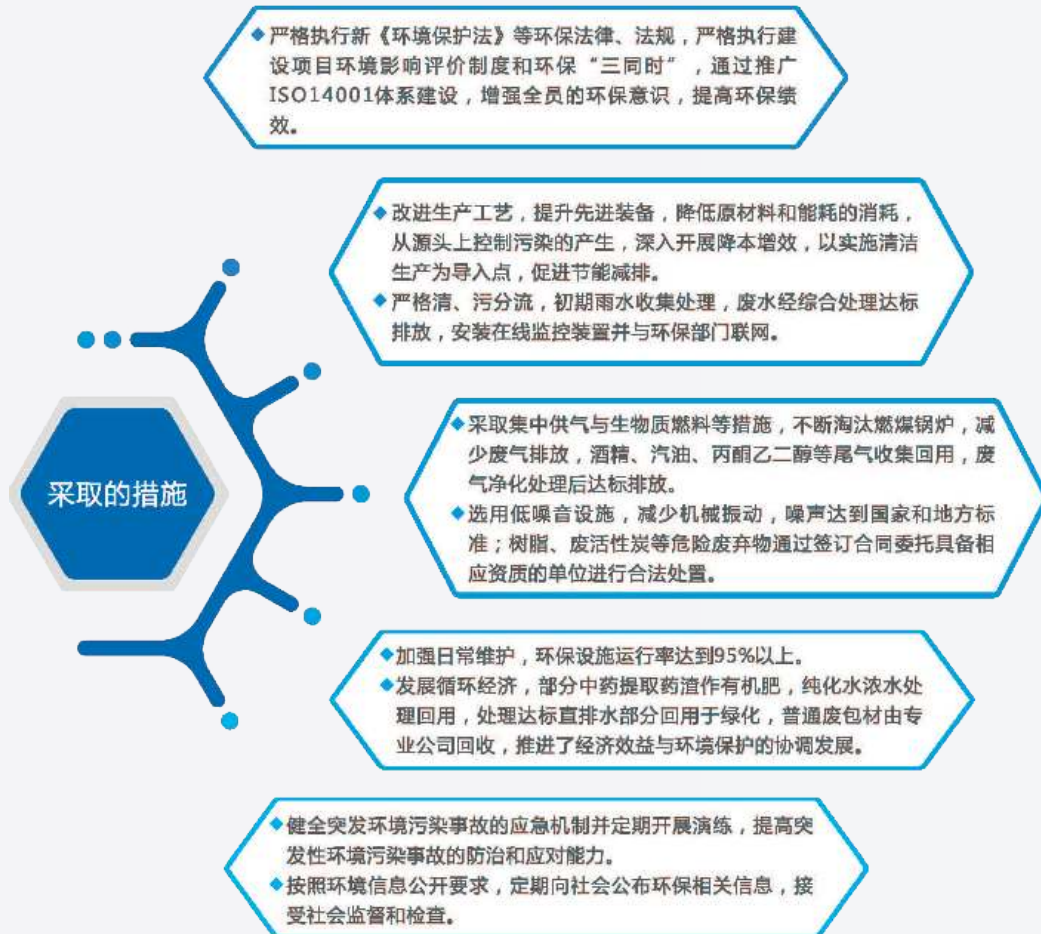 ◆严格执行新《环境保护法》等环保法律、法规，严格执行建
设项目环境影响评价制度和环保“三同时”，通过推广
ISO14001体系建设，增强全员的环保意识，提高环保绩
效。
◆改进生产工艺，提升先进装备，降低原材料和能耗的消耗，
从源头上控制污染的产生，深入开展降本增效，以实施清洁
生产为导入点，促进节能减排。
◆严格清、污分流，初期雨水收集处理，废水经综合处理达标
排放，安装在线监控装置并与环保部门联网。
采取的措施
◆采取集中供气与生物质燃料等措施，不断淘汰燃煤锅炉，减
少废气排放，酒精、汽油、丙酮乙二醇等尾气收集回用，废
气净化处理后达标排放。
◆选用低噪音设施，减少机械振动，噪声达到国家和地方标
准；树脂、废活性炭等危险废弃物通过签订合同委托具备相
应资质的单位进行合法处置。
◆加强日常维护，环保设施运行率达到95%以上。
◆发展循环经济，部分中药提取药渣作有机肥，纯化水浓水处
理回用，处理达标直排水部分回用于绿化，普通废包材由专
业公司回收，推进了经济效益与环境保护的协调发展。
◆健全突发环境污染事故的应急机制并定期开展演练，提高突
发性环境污染事故的防治和应对能力。
◆按照环境信息公开要求，定期向社会公布环保相关信息，接
受社会监督和检查。